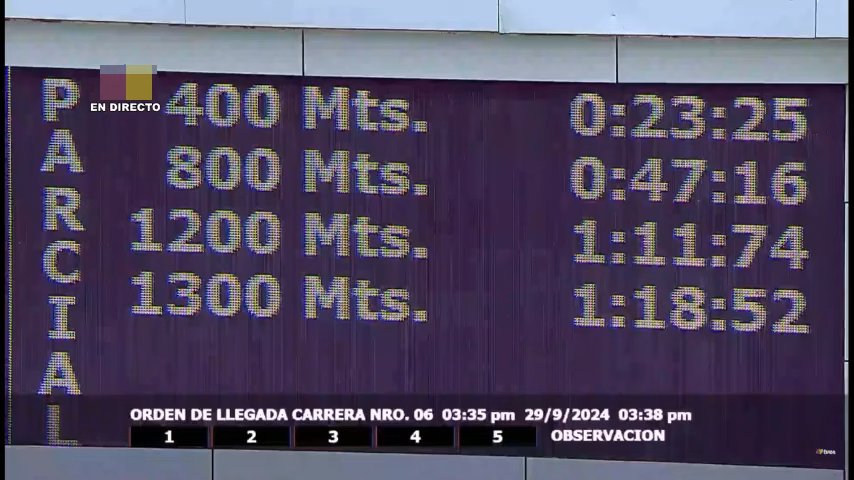 PARCIAL
EN DIRECTO
400 Mts. 0:23:25
800 Mts. 0:47:16
1200 Mts. 1:11:74
1300 Mts. 1:18:52
ORDEN DE LLEGADA CARRERA NRO. 06 03:35 pm 29/9/2024 03:38 pm
1 2 3 4 5 OBSERVACION